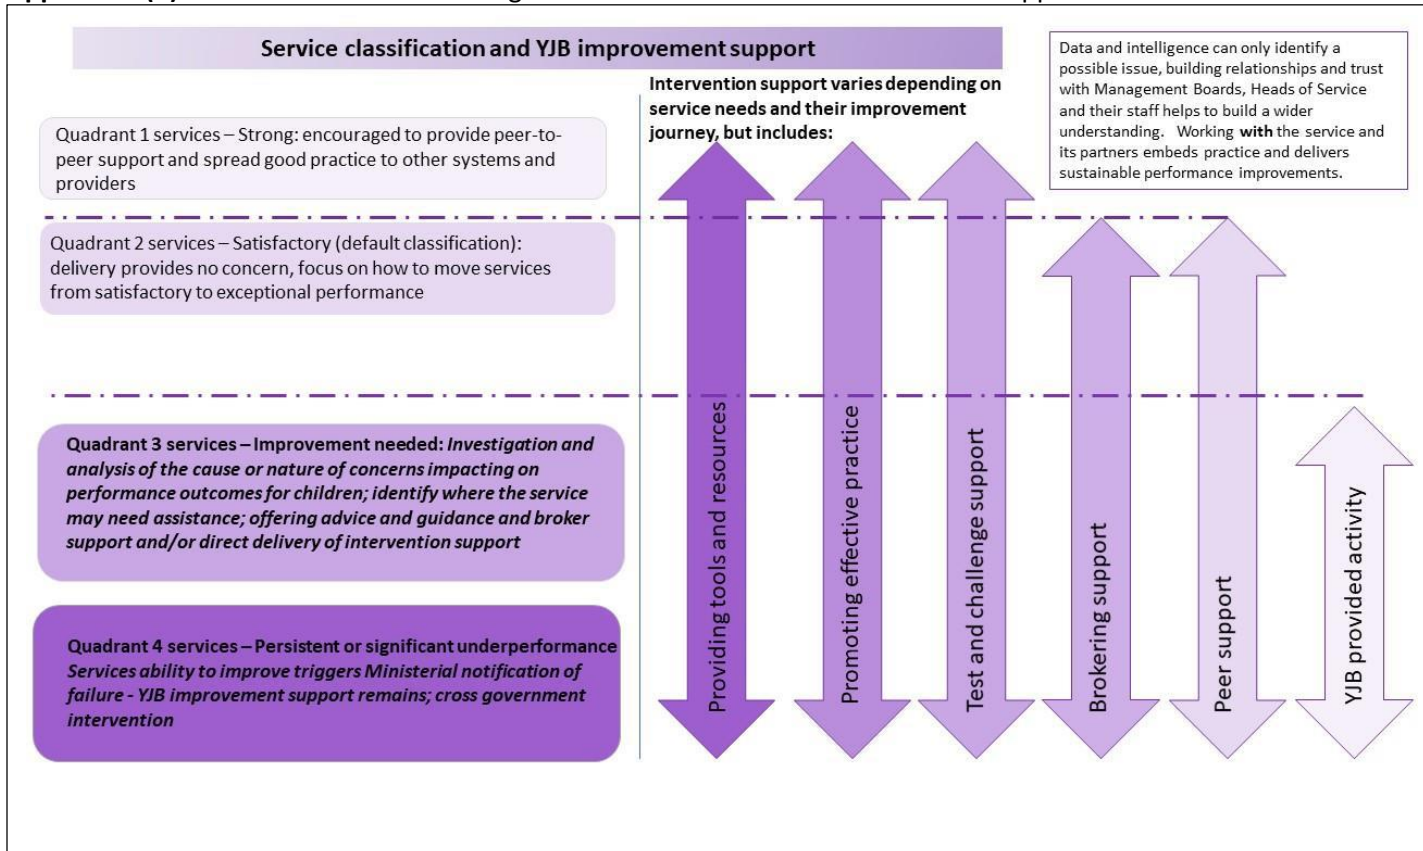 Service classification and YJB improvement support
Data and intelligence can only identify a
possible issue, building relationships and trust
with Management Boards, Heads of Service
and their staff helps to build a wider
understanding. Working with the service and
its partners embeds practice and delivers
sustainable performance improvements.
Intervention support varies depending on
service needs and their improvement
journey, but includes:
Quadrant 1 services – Strong: encouraged to provide peer-to-
peer support and spread good practice to other systems and
providers
Quadrant 2 services – Satisfactory (default classification):
delivery provides no concern, focus on how to move services
from satisfactory to exceptional performance
Quadrant 3 services – Improvement needed: Investigation and
analysis of the cause or nature of concerns impacting on
performance outcomes for children; identify where the service
may need assistance; offering advice and guidance and broker
support and/or direct delivery of intervention support
Quadrant 4 services – Persistent or significant underperformance
Services ability to improve triggers Ministerial notification of
failure - YJB improvement support remains; cross government
intervention
Providing tools and resources
Promoting effective practice
Test and challenge support
Brokering support
Peer support
YJB provided activity